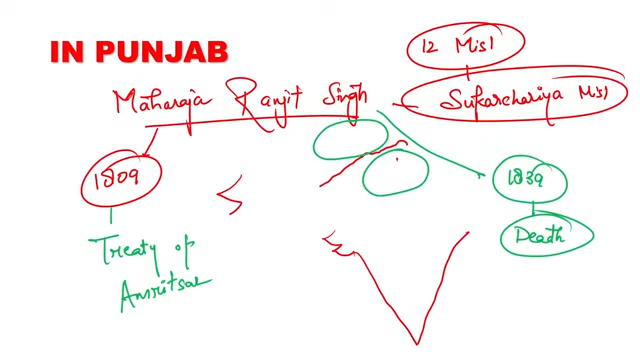 IN PUNJAB
12 Misl
Maharaja Ranjit Singh - Sukarchariya Misl
1809
1839
Treaty of
Amritsar
Death